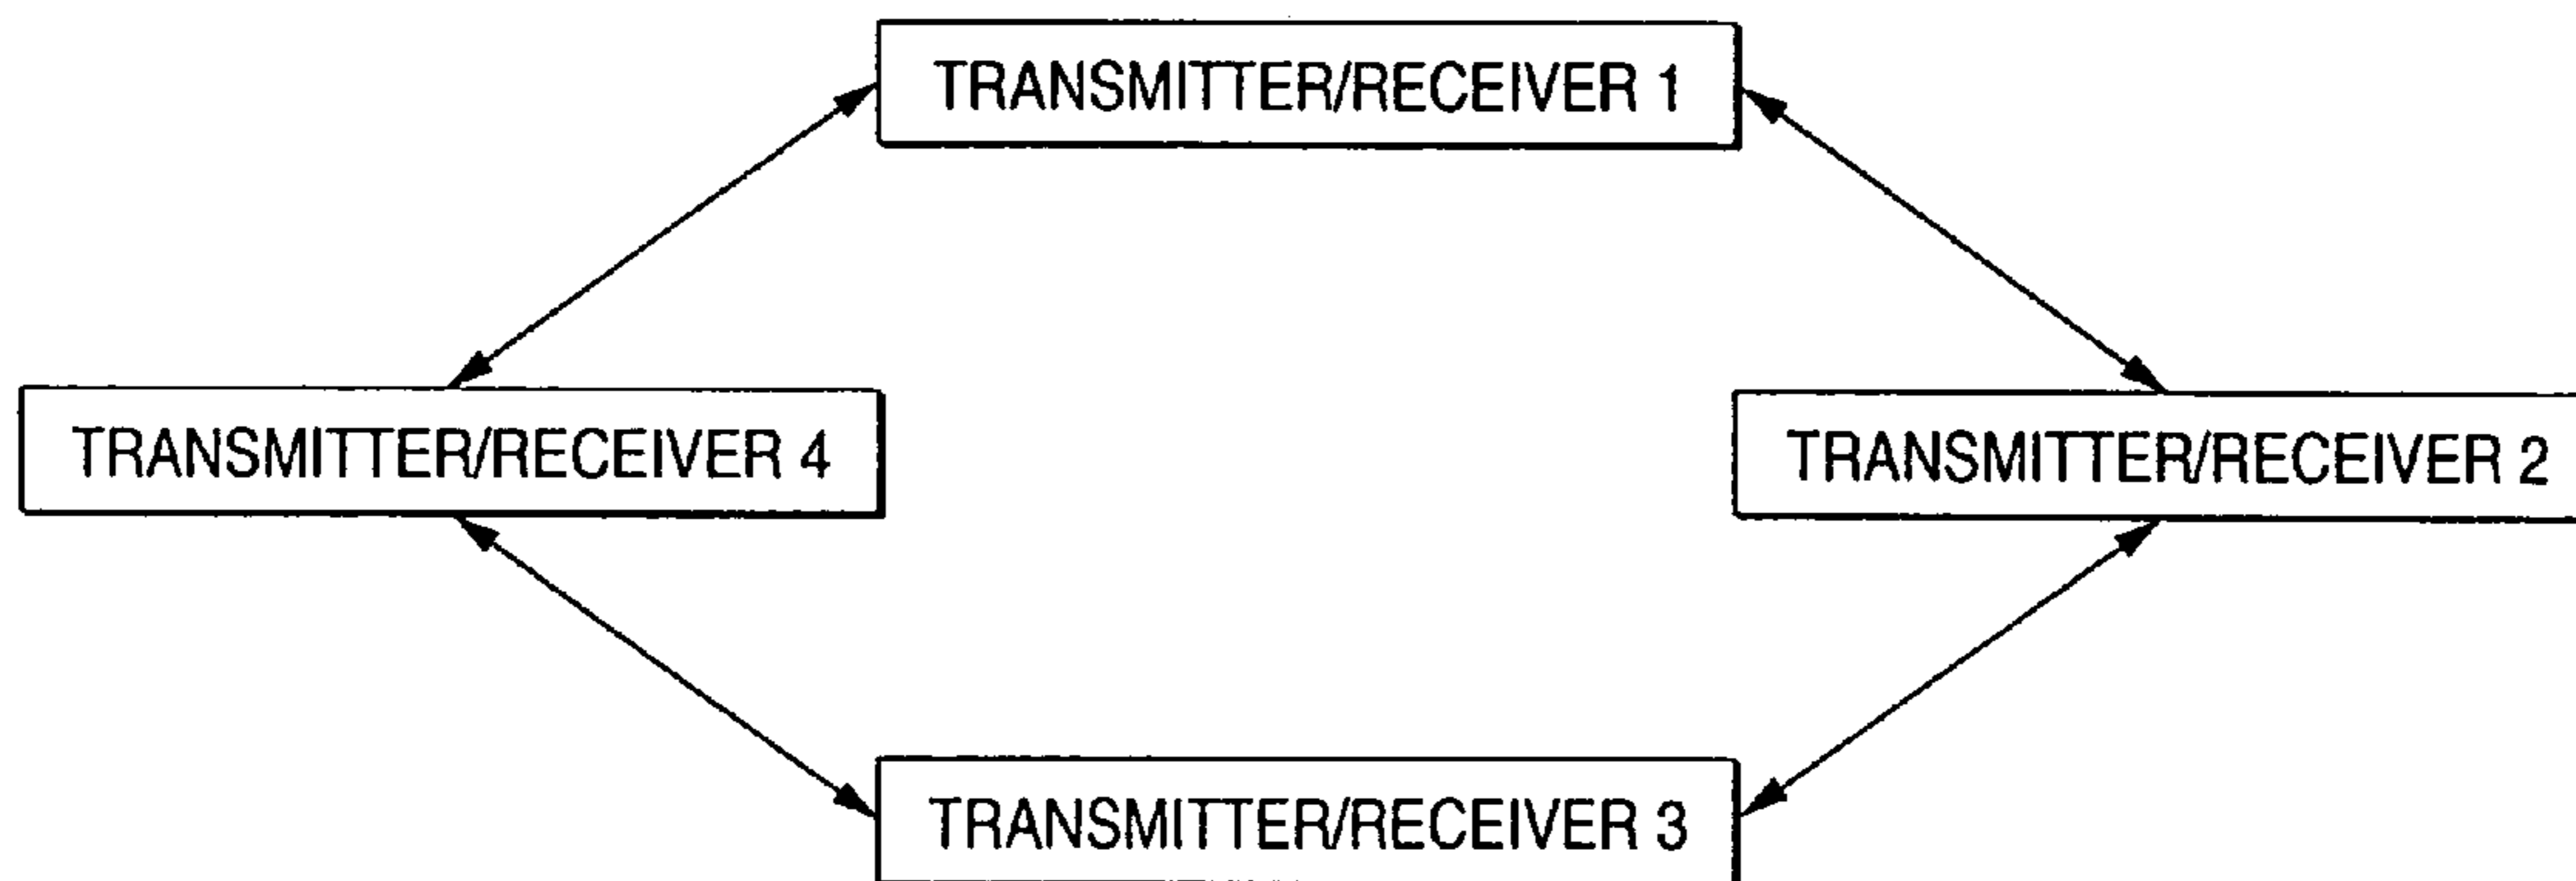 TRANSMITTER/RECEIVER 1
TRANSMITTER/RECEIVER 4
TRANSMITTER/RECEIVER 2
TRANSMITTER/RECEIVER 3